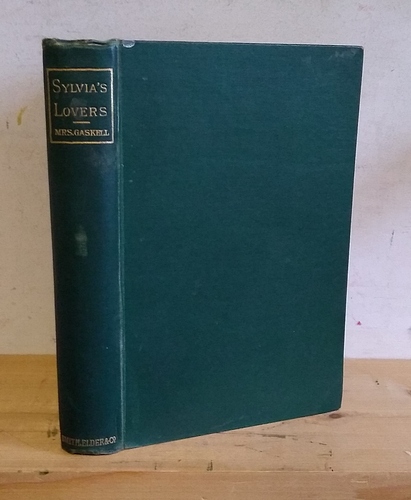 SYLVIA'S
LOVERS
MRS. GASKELL
SMITH, ELDER & Co